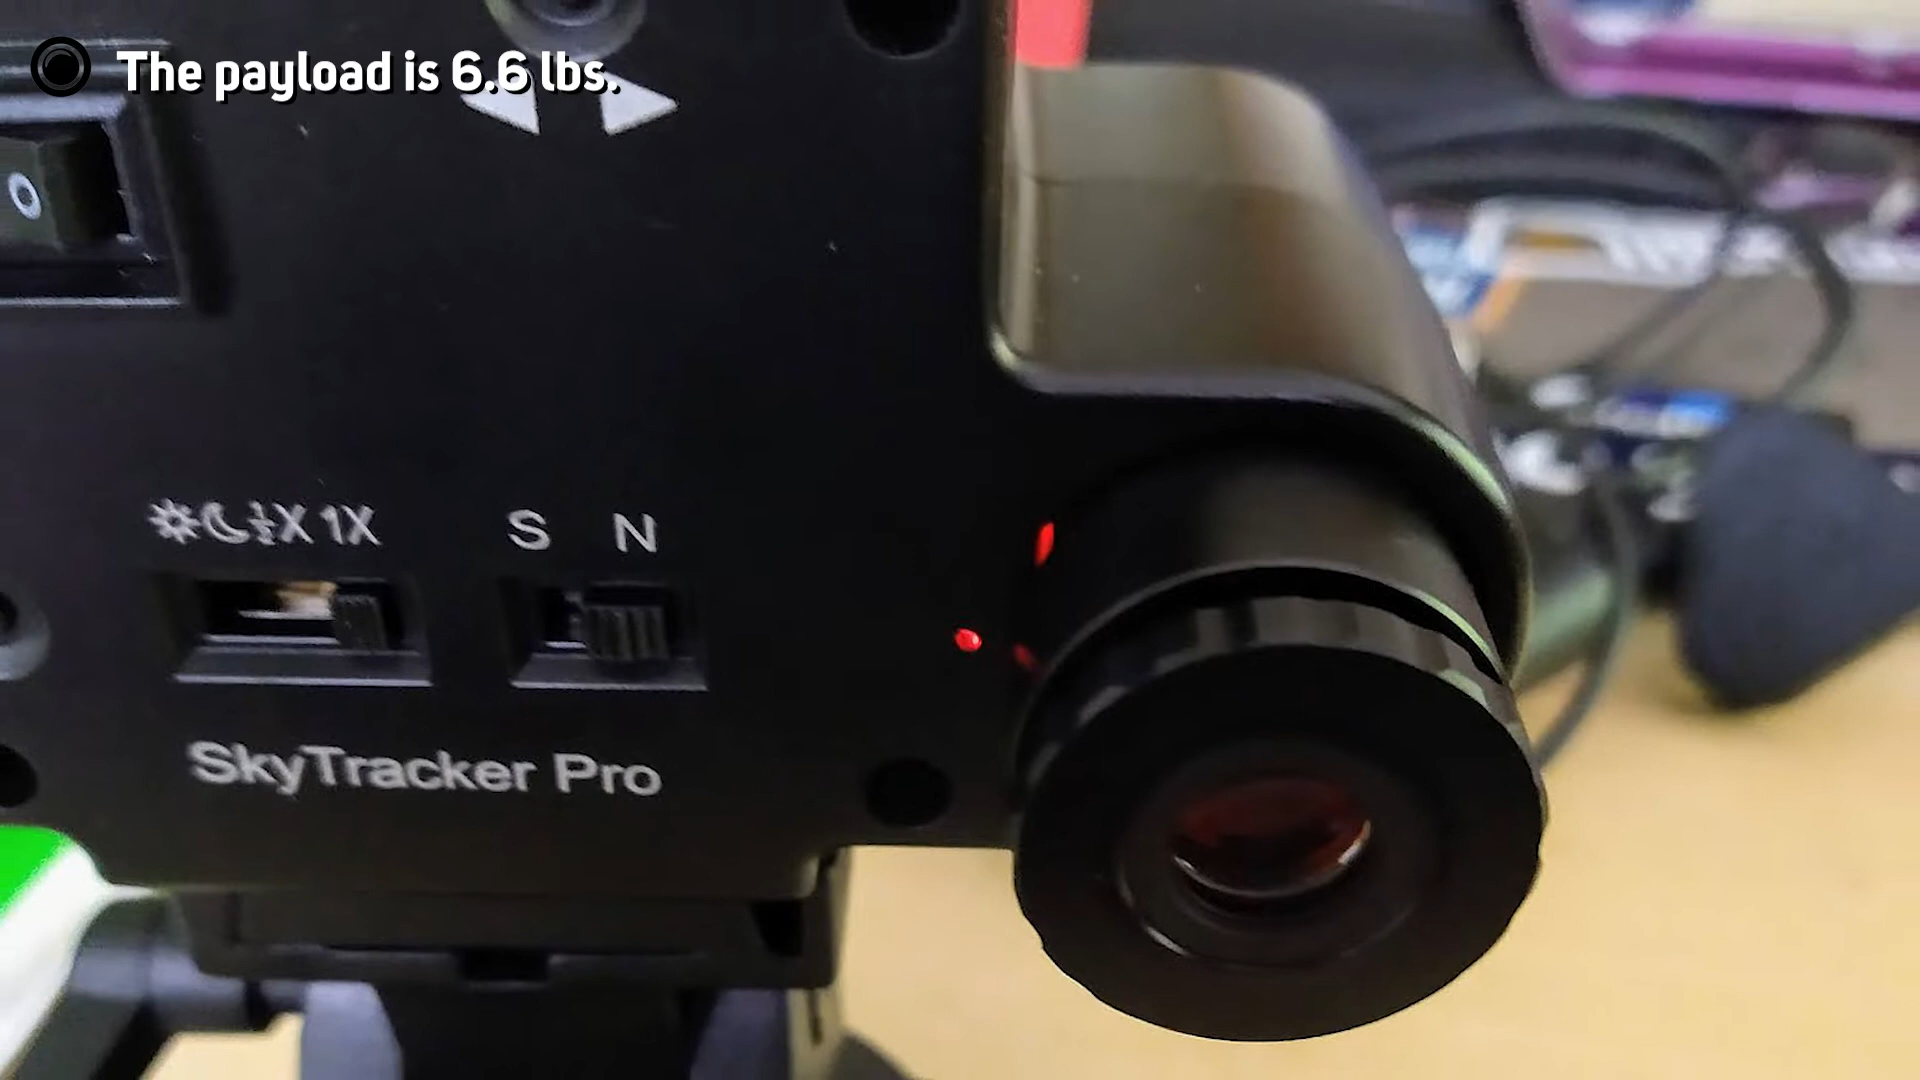 The payload is 6.6 lbs.
O
½X 1X
S N
SkyTracker Pro